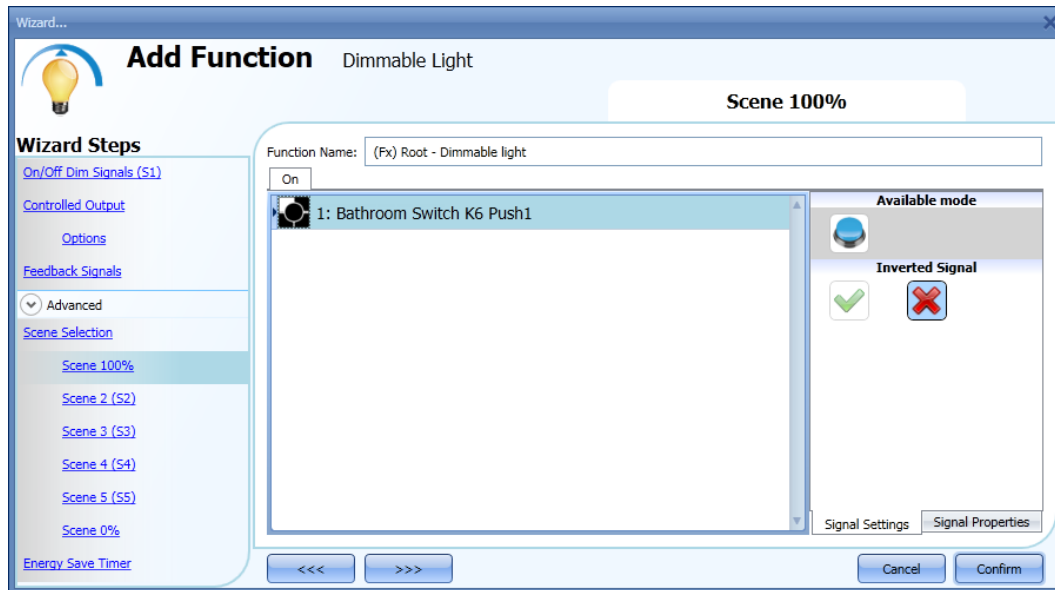 Wizard...
Add Function Dimmable Light
Scene 100%
Wizard Steps
On/Off Dim Signals (S1)
Controlled Output
Options
Feedback Signals
Advanced
Scene Selection
Scene 100%
Scene 2 (S2)
Scene 3 (S3)
Scene 4 (S4)
Scene 5 (S5)
Scene 0%
Energy Save Timer
Function Name: (Fx) Root - Dimmable light
On
1: Bathroom Switch K6 Push1
Available mode
Inverted Signal
Signal Settings Signal Properties
<<< >>> Cancel Confirm